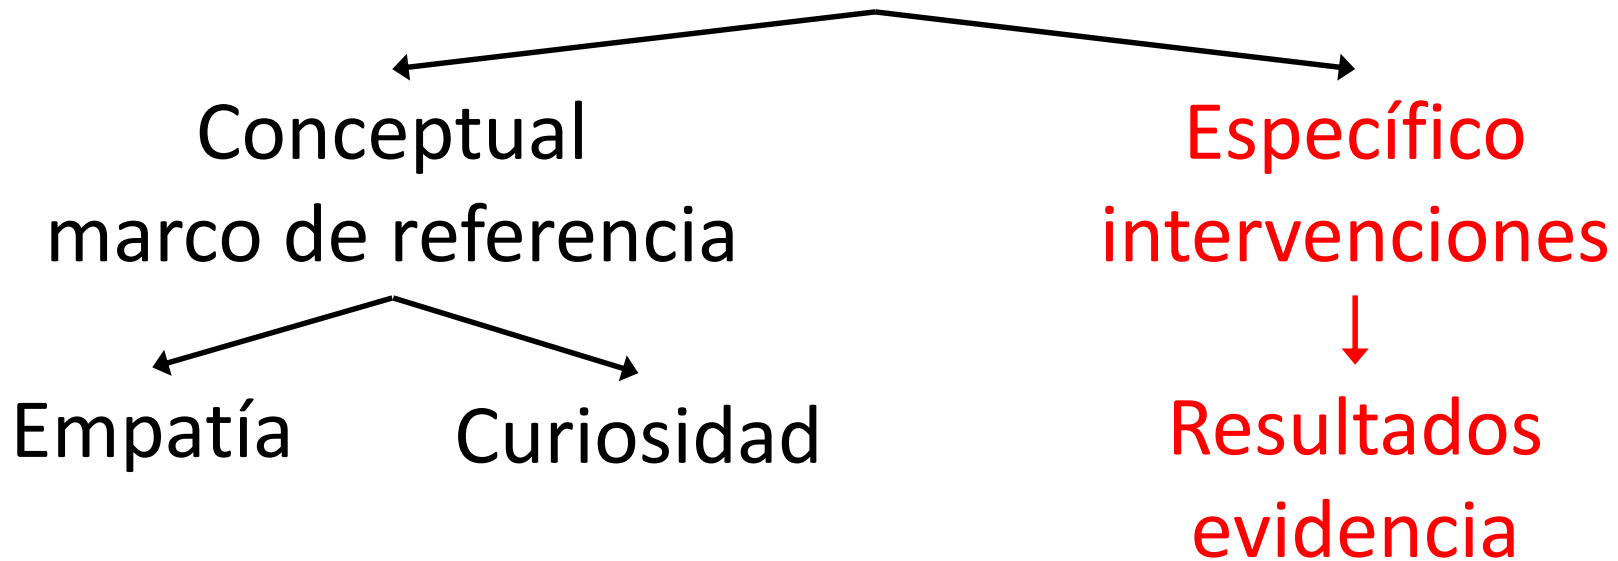 Conceptual
marco de referencia
Empatía
Curiosidad
Específico
intervenciones
Resultados
evidencia